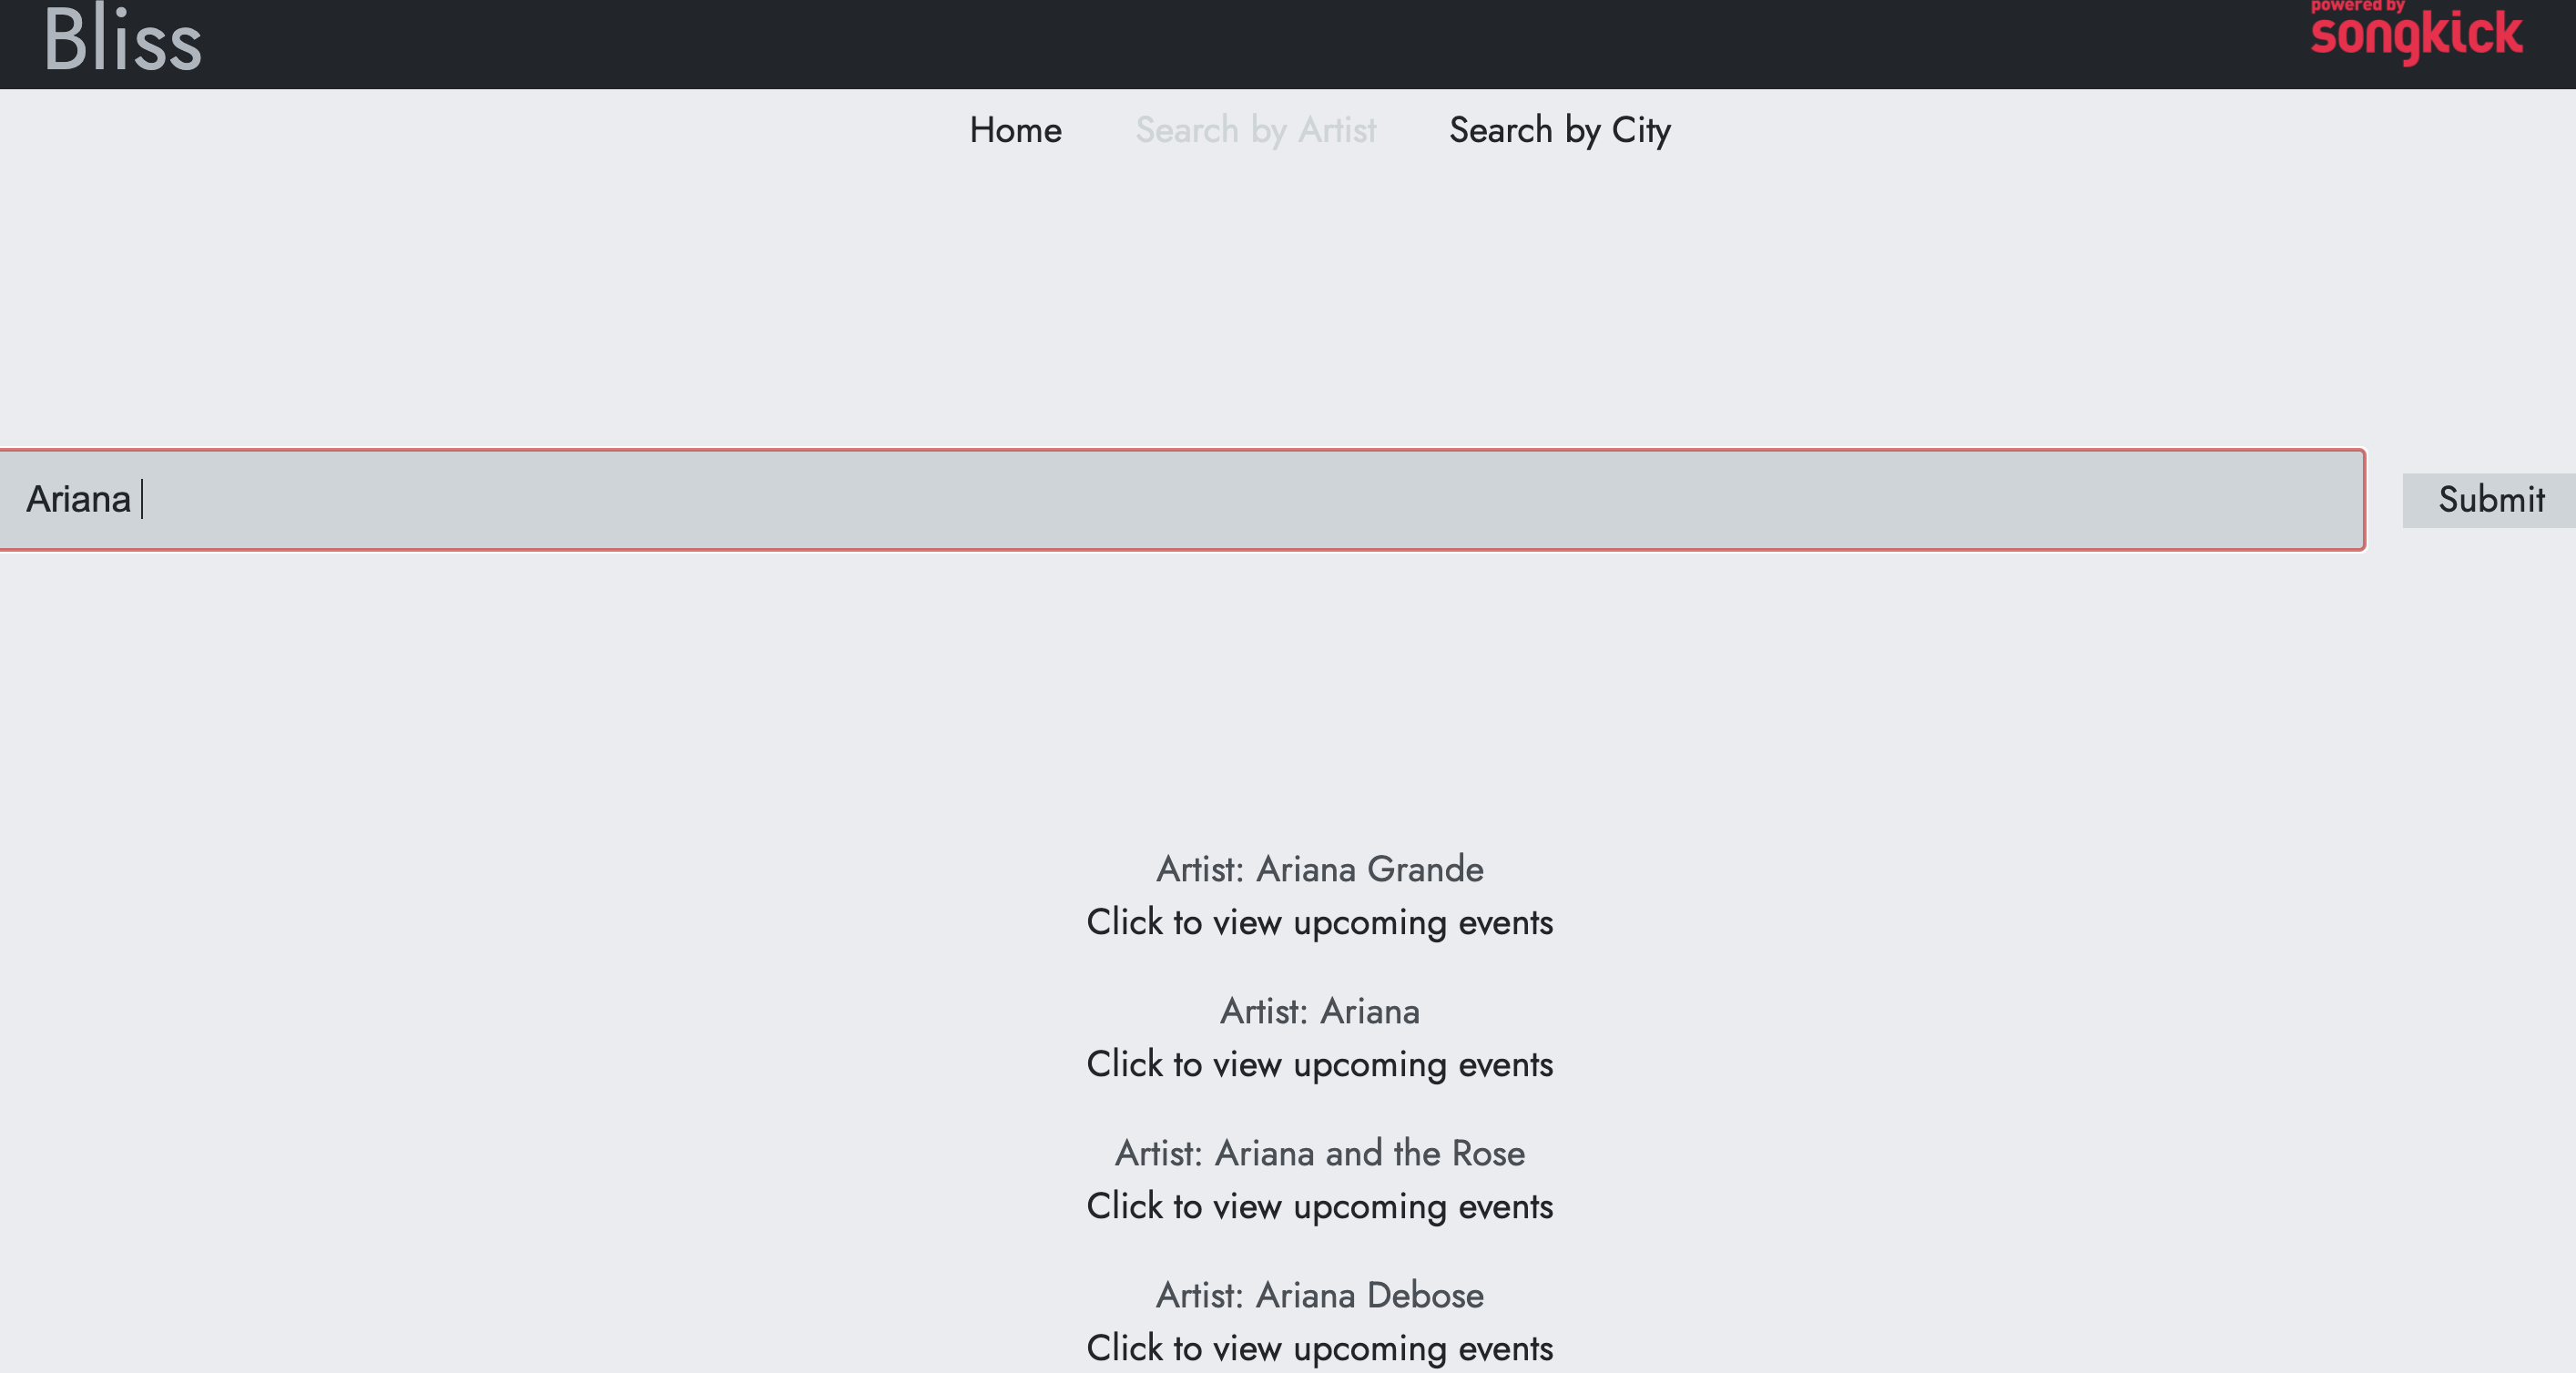 Bliss
powered by
songkick
Home Search by Artist Search by City
Ariana
Submit
Artist: Ariana Grande
Click to view upcoming events
Artist: Ariana
Click to view upcoming events
Artist: Ariana and the Rose
Click to view upcoming events
Artist: Ariana Debose
Click to view upcoming events